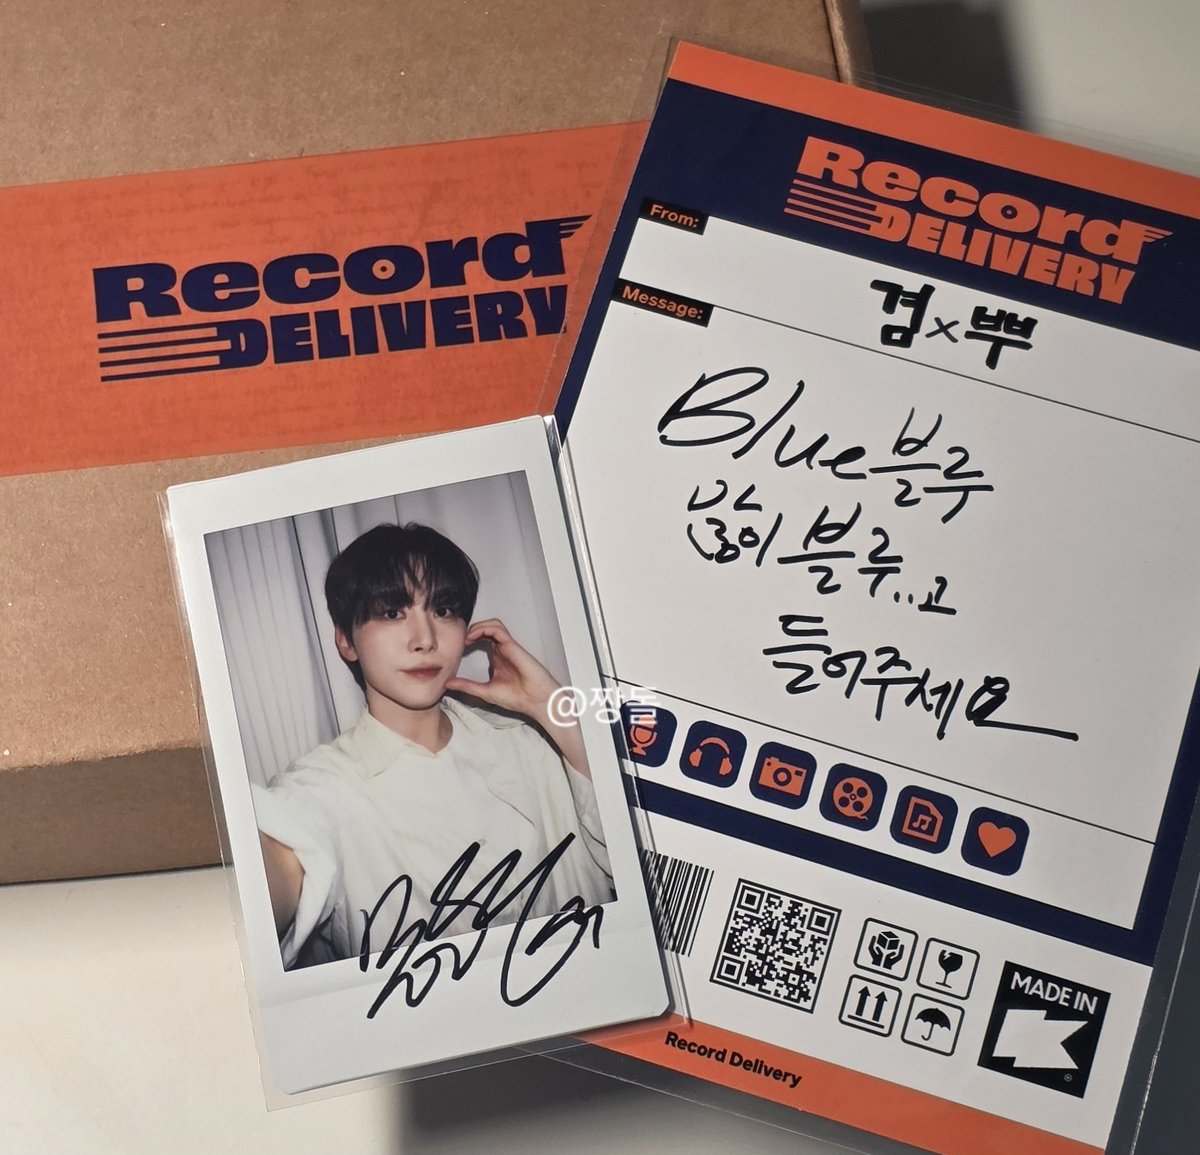 Record
DELIVERY
Record
DELIVERY
From:
겸×뿌
Message:
Blue블루
많이 블루..고
들어주세요
@짱돌
MADE IN
Record Delivery